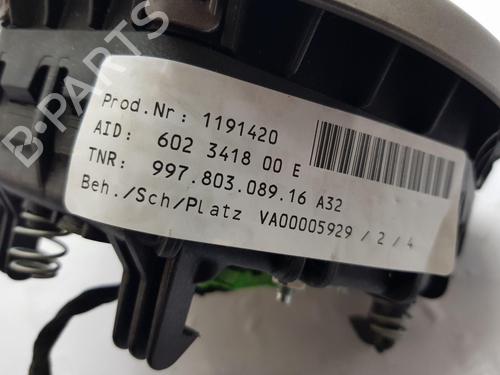 B-PARTS
Prod.Nr: 1191420
AID: 602 3418 00 E
TNR: 997.803.089.16 A32
Beh./Sch/Platz VA00005929 / 2 / 4